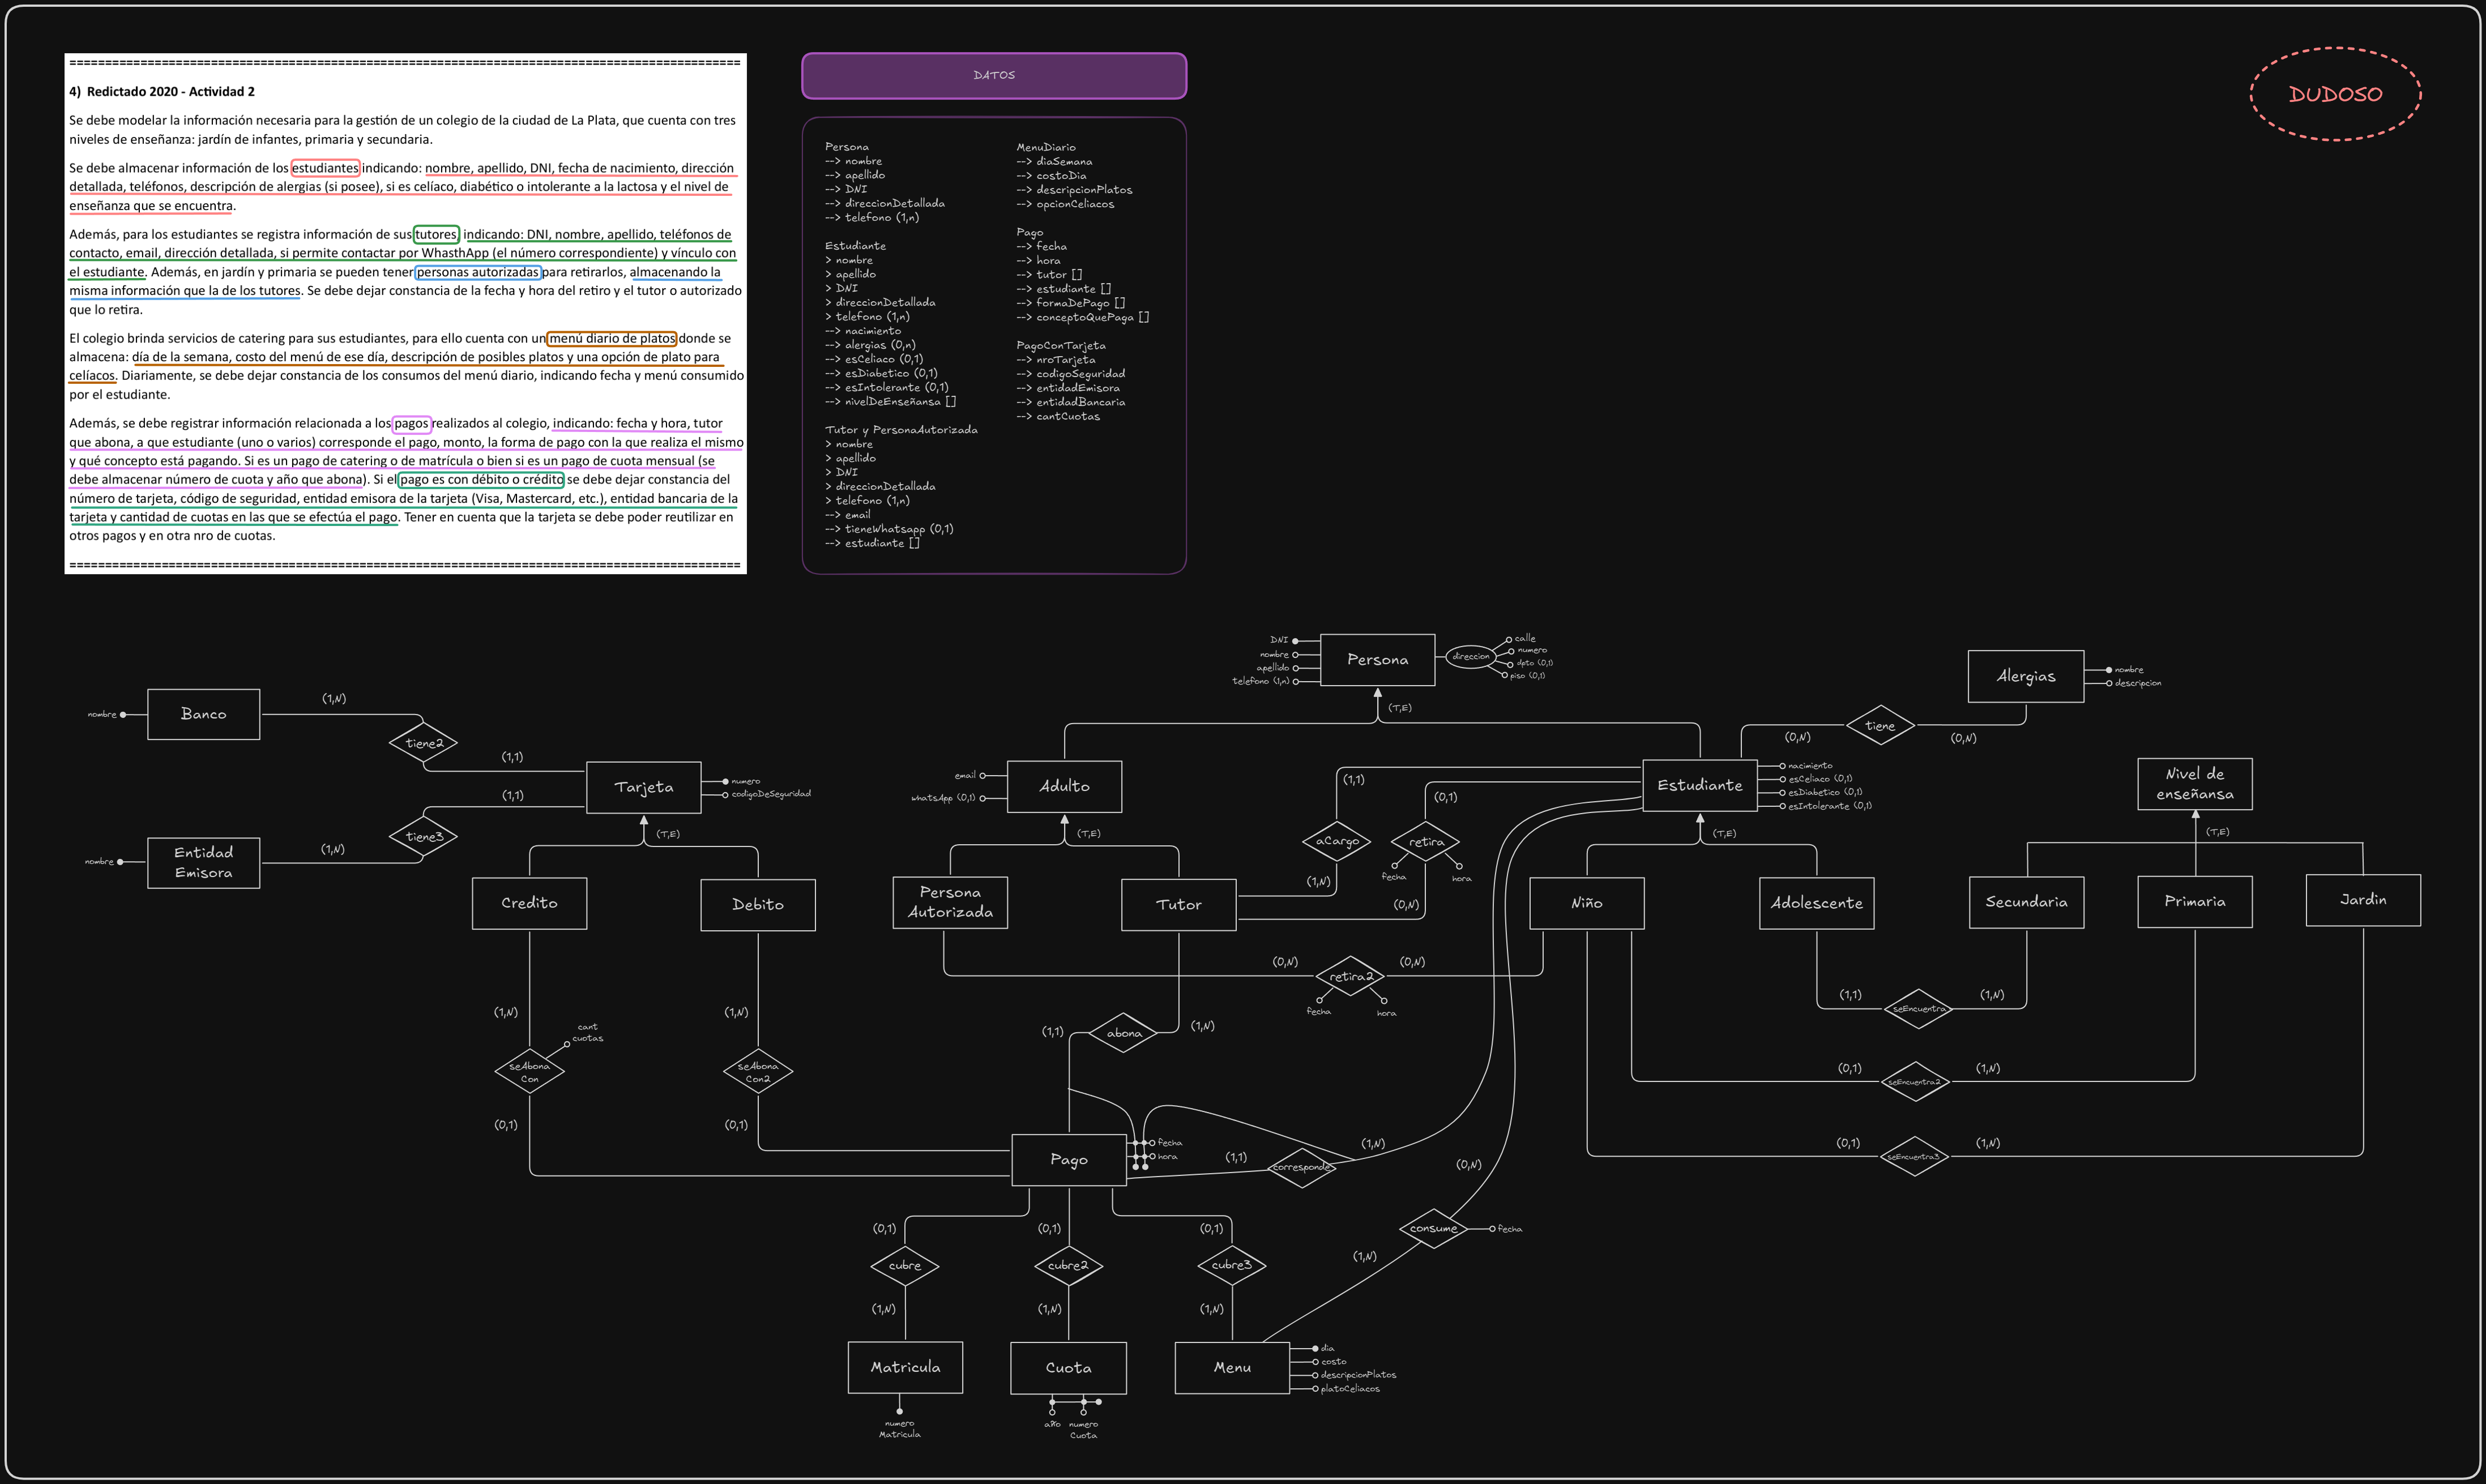 ================================================================================
4) Redictado 2020 - Actividad 2
Se debe modelar la información necesaria para la gestión de un colegio de la ciudad de La Plata, que cuenta con tres
niveles de enseñanza: jardín de infantes, primaria y secundaria.
Se debe almacenar información de los estudiantes indicando: nombre, apellido, DNI, fecha de nacimiento, dirección
detallada, teléfonos, descripción de alergias (si posee), si es celíaco, diabético o intolerante a la lactosa y el nivel de
enseñanza que se encuentra.
Además, para los estudiantes se registra información de sus tutores, indicando: DNI, nombre, apellido, teléfonos de
contacto, email, dirección detallada, si permite contactar por WhasthApp (el número correspondiente) y vínculo con
el estudiante. Además, en jardín y primaria se pueden tener personas autorizadas para retirarlos, almacenando la
misma información que la de los tutores. Se debe dejar constancia de la fecha y hora del retiro y el tutor o autorizado
que lo retira.
El colegio brinda servicios de catering para sus estudiantes, para ello cuenta con un menú diario de platos donde se
almacena: día de la semana, costo del menú de ese día, descripción de posibles platos y una opción de plato para
celíacos. Diariamente, se debe dejar constancia de los consumos del menú diario, indicando fecha y menú consumido
por el estudiante.
Además, se debe registrar información relacionada a los pagos realizados al colegio, indicando: fecha y hora, tutor
que abona, a que estudiante (uno o varios) corresponde el pago, monto, la forma de pago con la que realiza el mismo
y qué concepto está pagando. Si es un pago de catering o de matrícula o bien si es un pago de cuota mensual (se
debe almacenar número de cuota y año que abona). Si el pago es con débito o crédito se debe dejar constancia del
número de tarjeta, código de seguridad, entidad emisora de la tarjeta (Visa, Mastercard, etc.), entidad bancaria de la
tarjeta y cantidad de cuotas en las que se efectúa el pago. Tener en cuenta que la tarjeta se debe poder reutilizar en
otros pagos y en otra nro de cuotas.
================================================================================
DATOS
Persona
--> nombre
--> apellido
--> DNI
--> direccionDetallada
--> telefono (1,n)
Estudiante
> nombre
> apellido
> DNI
> direccionDetallada
> telefono (1,n)
--> nacimiento
--> alergias (0,n)
--> esCeliaco (0,1)
--> esDiabetico (0,1)
--> esIntolerante (0,1)
--> nivelDeEnseñansa []
Tutor y PersonaAutorizada
> nombre
> apellido
> DNI
> direccionDetallada
> telefono (1,n)
--> email
--> tieneWhatsapp (0,1)
--> estudiante []
MenuDiario
--> diaSemana
--> costoDia
--> descripcionPlatos
--> opcionCeliacos
Pago
--> fecha
--> hora
--> tutor []
--> estudiante []
--> formaDePago []
--> conceptoQuePaga []
PagoConTarjeta
--> nroTarjeta
--> codigoSeguridad
--> entidadEmisora
--> entidadBancaria
--> cantCuotas
DUDOSO
DNI
nombre
apellido
telefono (1,n)
Persona
direccion
calle
numero
dpto (0,1)
piso (0,1)
(T,E)
Alergias
nombre
descripcion
tiene
(0,N)
(0,N)
nombre
Banco
(1,N)
tiene2
(1,1)
Tarjeta
numero
codigoDeSeguridad
(1,1)
tiene3
(1,N)
nombre
Entidad
Emisora
(T,E)
Credito
Debito
email
whatsApp (0,1)
Adulto
(T,E)
Persona
Autorizada
Tutor
(1,1)
aCargo
(1,N)
(0,1)
retira
fecha
hora
(0,N)
Estudiante
nacimiento
esCeliaco (0,1)
esDiabetico (0,1)
esIntolerante (0,1)
(T,E)
Niño
Adolescente
Nivel de
enseñansa
(T,E)
Secundaria
Primaria
Jardin
(0,N)
retira2
(0,N)
fecha
hora
(1,1)
seEncuentra
(1,N)
(0,1)
seEncuentra2
(1,N)
(0,1)
seEncuentra3
(1,N)
(1,N)
cant
cuotas
seAbona
Con
(0,1)
(1,N)
seAbona
Con2
(0,1)
(1,1)
abona
(1,N)
Pago
fecha
hora
(1,1)
corresponde
(1,N)
(0,N)
consume
fecha
(1,N)
(0,1)
cubre
(1,N)
(0,1)
cubre2
(1,N)
(0,1)
cubre3
(1,N)
Matricula
numero
Matricula
Cuota
año
numero
Cuota
Menu
dia
costo
descripcionPlatos
platoCeliacos